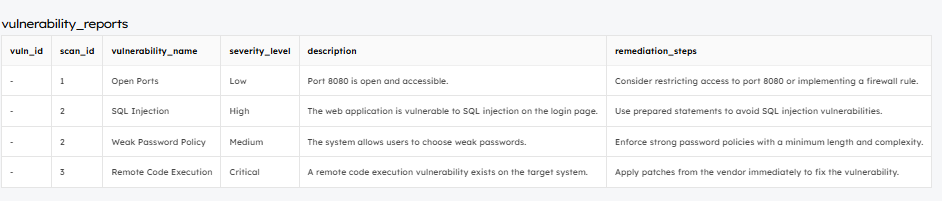 vulnerability_reports
vuln_id scan_id vulnerability_name severity_level description remediation_steps
- 1 Open Ports Low Port 8080 is open and accessible. Consider restricting access to port 8080 or implementing a firewall rule.
- 2 SQL Injection High The web application is vulnerable to SQL injection on the login page. Use prepared statements to avoid SQL injection vulnerabilities.
- 2 Weak Password Policy Medium The system allows users to choose weak passwords. Enforce strong password policies with a minimum length and complexity.
- 3 Remote Code Execution Critical A remote code execution vulnerability exists on the target system. Apply patches from the vendor immediately to fix the vulnerability.